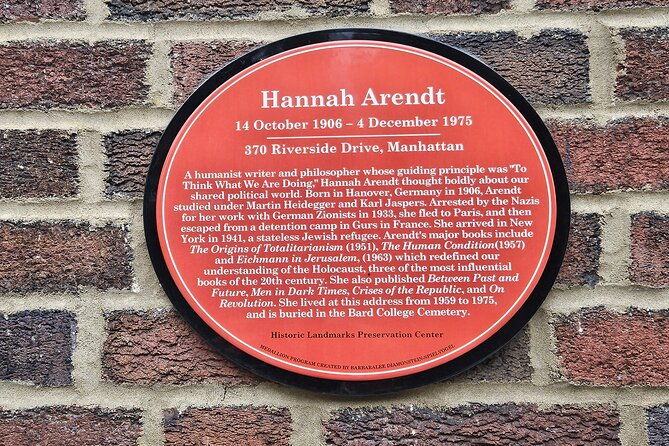 Hannah Arendt
14 October 1906 – 4 December 1975
370 Riverside Drive, Manhattan
A humanist writer and philosopher whose guiding principle was "To
Think What We Are Doing," Hannah Arendt thought boldly about our
shared political world. Born in Hanover, Germany in 1906, Arendt
studied under Martin Heidegger and Karl Jaspers. Arrested by the Nazis
for her work with German Zionists in 1933, she fled to Paris, and then
escaped from a detention camp in Gurs in France. She arrived in New
York in 1941, a stateless Jewish refugee. Arendt's major books include
The Origins of Totalitarianism (1951), The Human Condition(1957)
and Eichmann in Jerusalem, (1963) which redefined our
understanding of the Holocaust, three of the most influential
books of the 20th century. She also published Between Past and
Future, Men in Dark Times, Crises of the Republic, and On
Revolution. She lived at this address from 1959 to 1975,
and is buried in the Bard College Cemetery.
Historic Landmarks Preservation Center
MEDALLION PROGRAM CREATED BY BARBARALEE DIAMONSTEIN-SPIELVOGEL